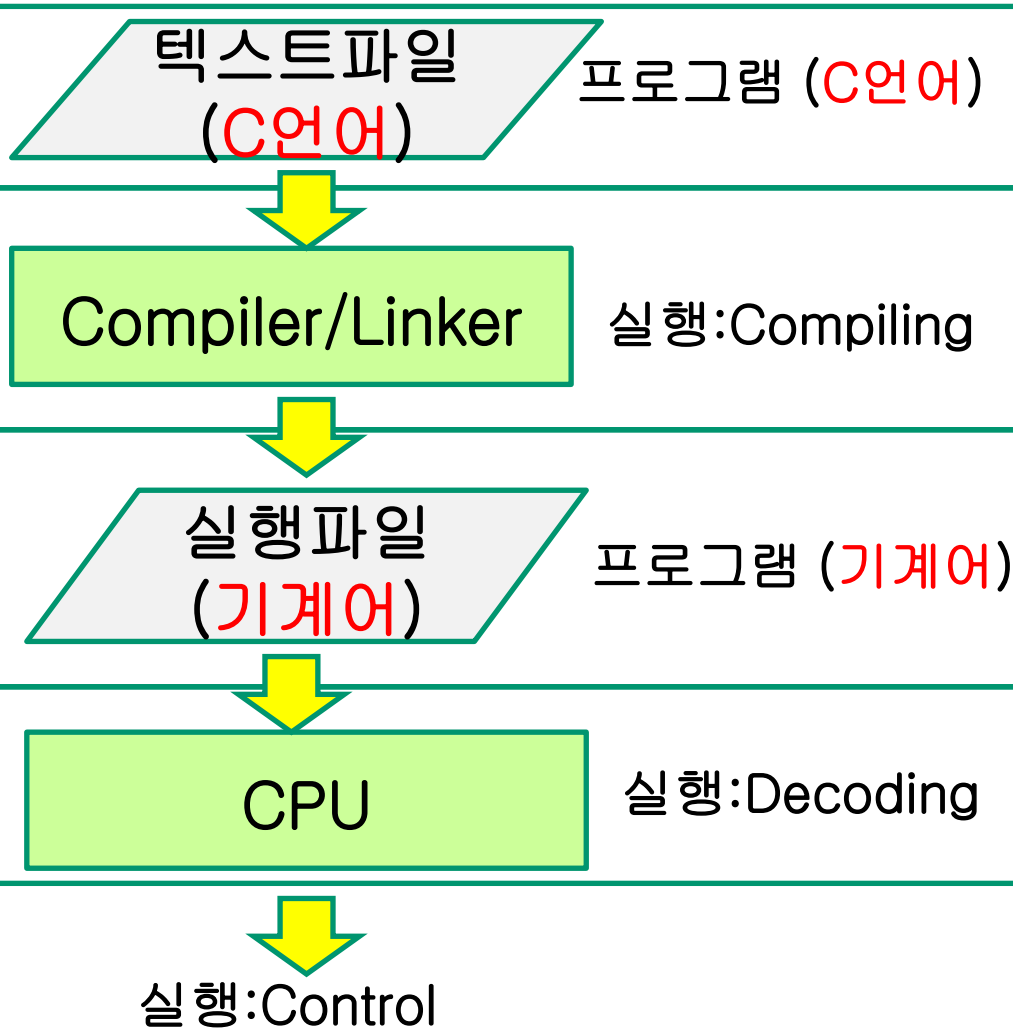 텍스트파일
(C언어)
프로그램 (C언어)
Compiler/Linker
실행:Compiling
실행파일
(기계어)
프로그램 (기계어)
CPU
실행:Decoding
실행:Control